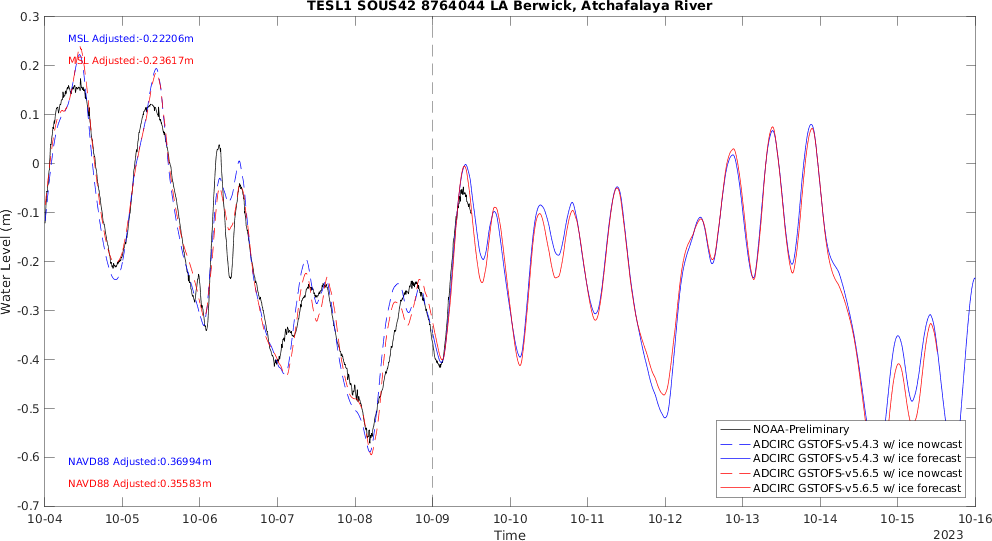 TESL1 SOUS42 8764044 LA Berwick, Atchafalaya River
MSL Adjusted:-0.22206m
MSL Adjusted:-0.23617m
Water Level (m)
0.3
0.2
0.1
0
-0.1
-0.2
-0.3
-0.4
-0.5
-0.6
-0.7
NAVD88 Adjusted:0.36994m
NAVD88 Adjusted:0.35583m
NOAA-Preliminary
ADCIRC GSTOFS-v5.4.3 w/ ice nowcast
ADCIRC GSTOFS-v5.4.3 w/ ice forecast
ADCIRC GSTOFS-v5.6.5 w/ ice nowcast
ADCIRC GSTOFS-v5.6.5 w/ ice forecast
10-04 10-05 10-06 10-07 10-08 10-09 10-10 10-11 10-12 10-13 10-14 10-15 10-16
Time
2023